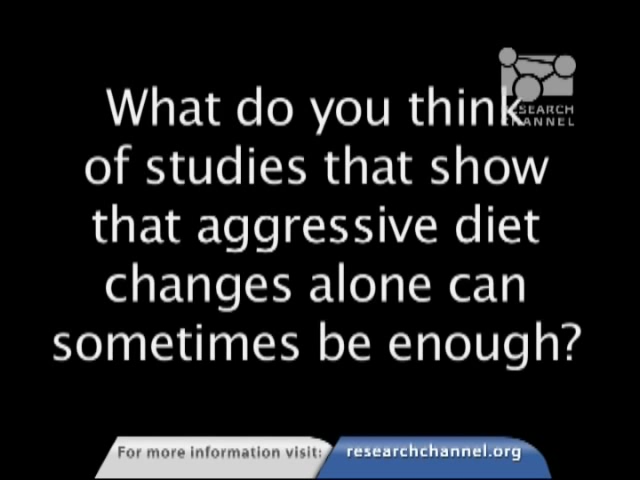 What do you think
of studies that show
that aggressive diet
changes alone can
sometimes be enough?
SEARCH
CHANNEL
For more information visit:
researchchannel.org